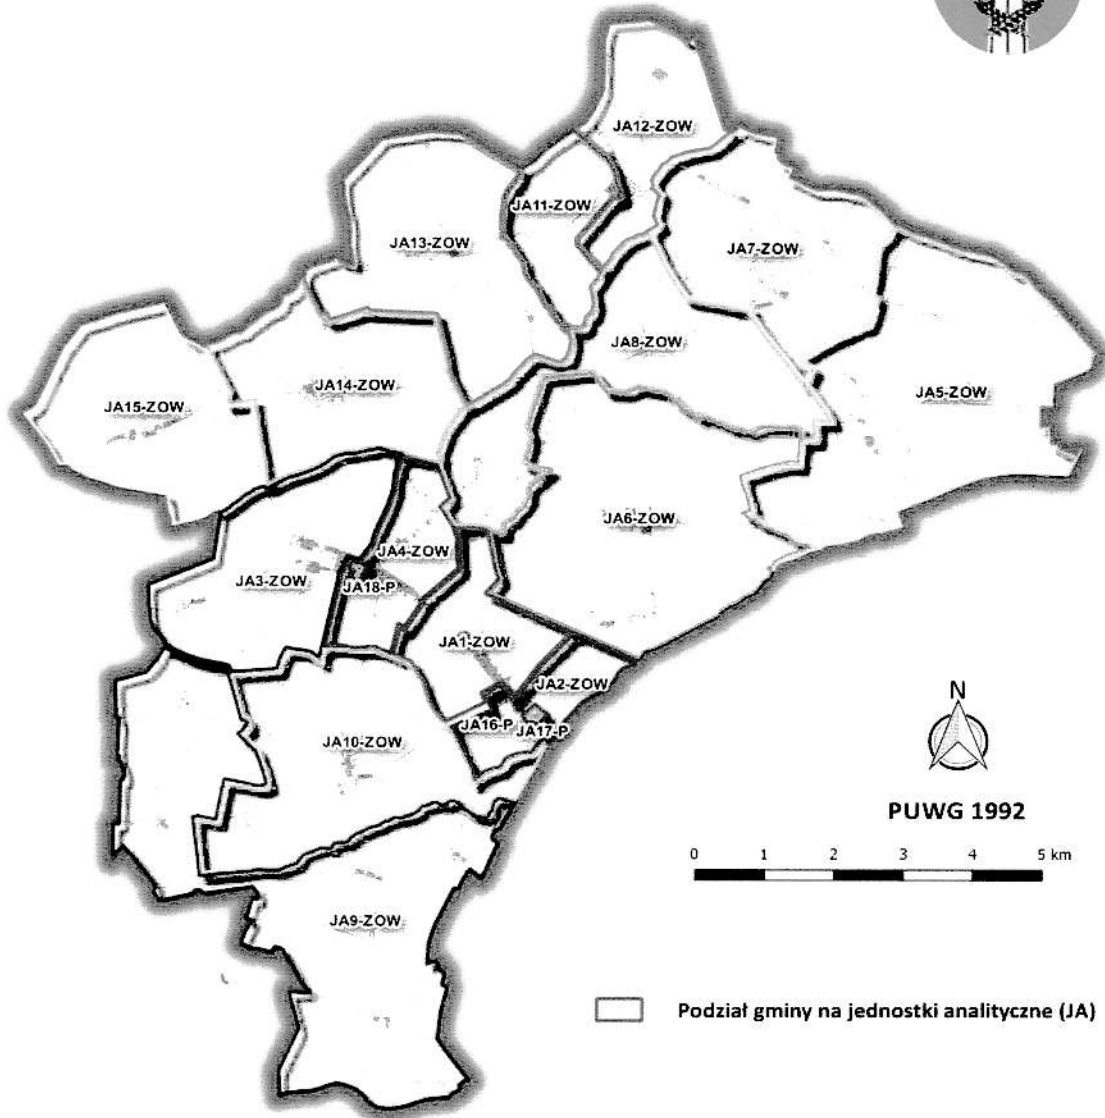 JA12-ZOW
JA11-ZOW
JA13-ZOW
JA7-ZOW
JA8-ZOW
JA14-ZOW
JA5-ZOW
JA15-ZOW
JA6-ZOW
JA4-ZOW
JA3-ZOW
JA18-P
JA1-ZOW
JA2-ZOW
JA16-P
JA17-P
JA10-ZOW
N
PUWG 1992
0 1 2 3 4 5 km
JA9-ZOW
Podział gminy na jednostki analityczne (JA)